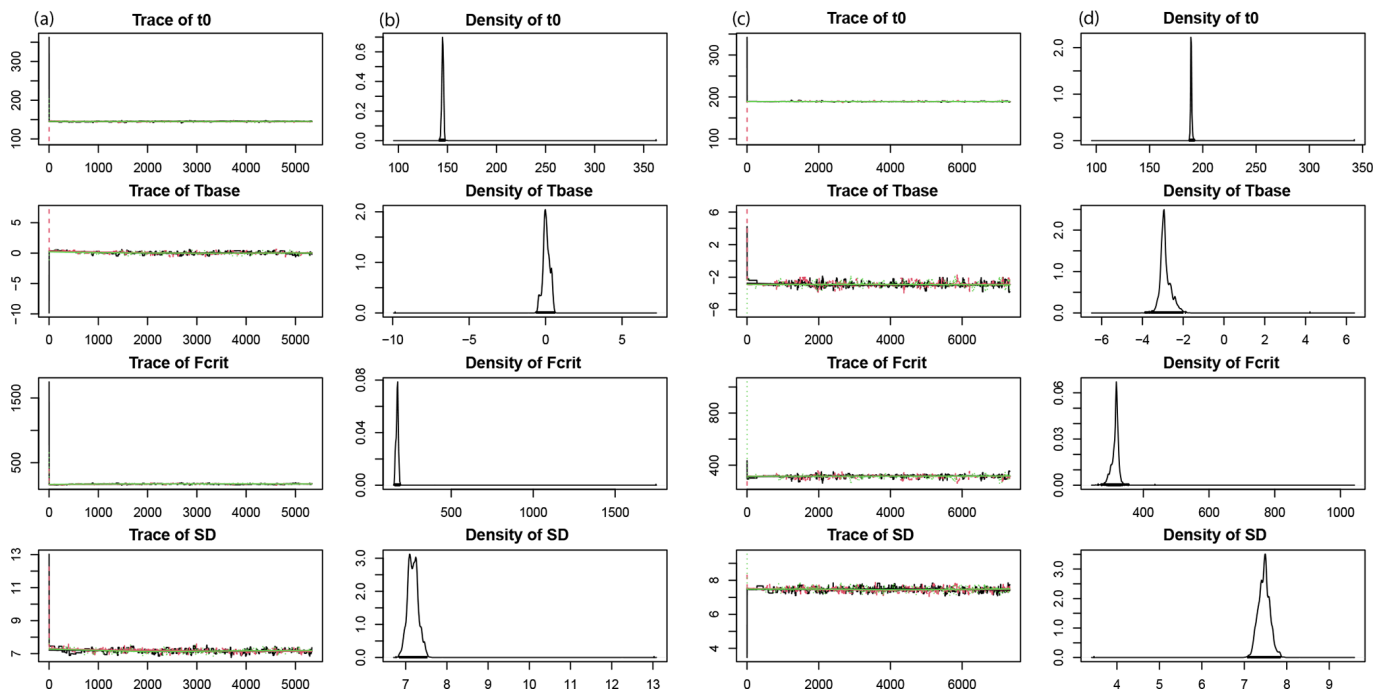 (a) Trace of t0 (b) Density of t0 (c) Trace of t0 (d) Density of t0
100 200 300
0 1000 2000 3000 4000 5000
0.0 0.2 0.4 0.6
100 150 200 250 300 350
100 200 300
0 2000 4000 6000
0.0 1.0 2.0
100 150 200 250 300 350
Trace of Tbase Density of Tbase Trace of Tbase Density of Tbase
-10 -5 0 5
0 1000 2000 3000 4000 5000
0.0 1.0 2.0
-10 -5 0 5
-6 -2 2 6
0 2000 4000 6000
0.0 1.0 2.0
-6 -4 -2 0 2 4 6
Trace of Fcrit Density of Fcrit Trace of Fcrit Density of Fcrit
500 1500
0 1000 2000 3000 4000 5000
0.00 0.04 0.08
500 1000 1500
400 800
0 2000 4000 6000
0.00 0.03 0.06
400 600 800 1000
Trace of SD Density of SD Trace of SD Density of SD
7 9 11 13
0 1000 2000 3000 4000 5000
0.0 1.0 2.0 3.0
7 8 9 10 11 12 13
4 6 8
0 2000 4000 6000
0.0 1.0 2.0 3.0
4 5 6 7 8 9